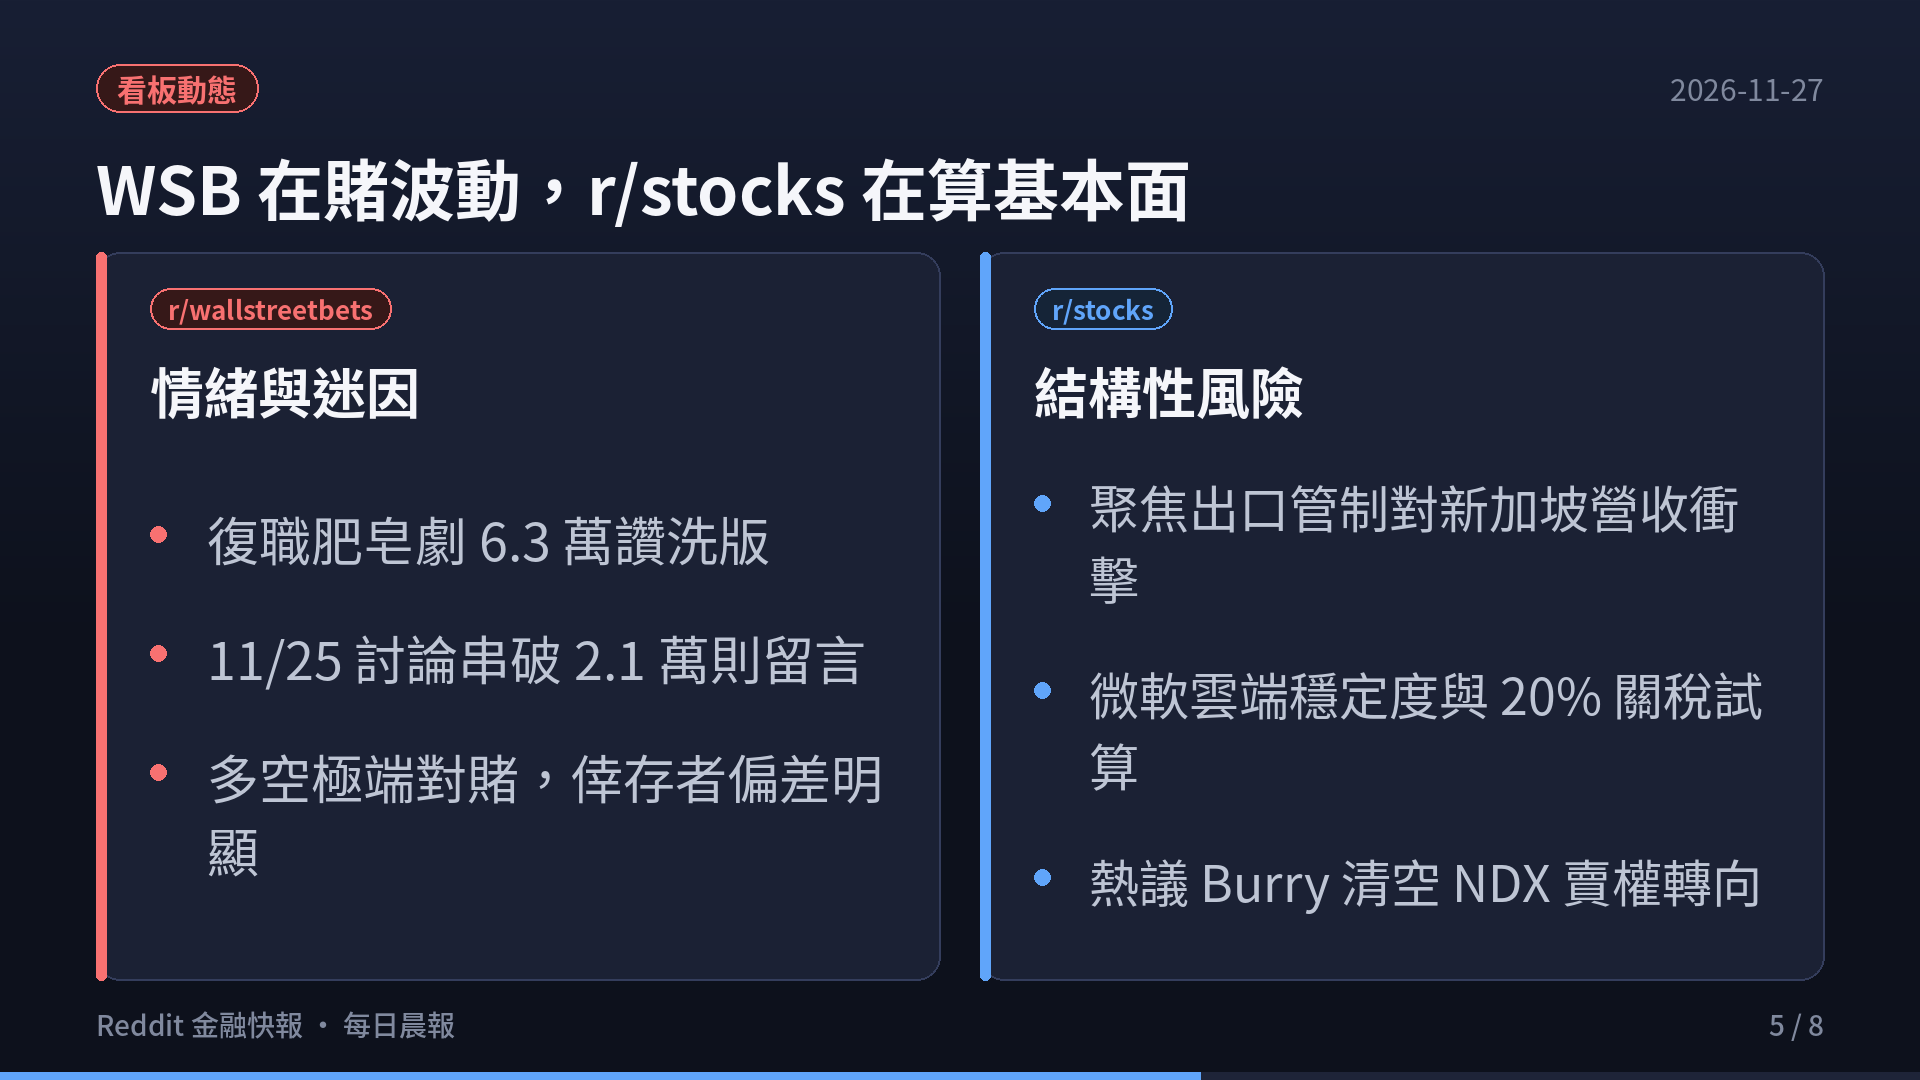 看板動態
2026-11-27
WSB 在賭波動，r/stocks 在算基本面
r/wallstreetbets
情緒與迷因
復職肥皂劇 6.3 萬讚洗版
11/25 討論串破 2.1 萬則留言
多空極端對賭，倖存者偏差明
顯
r/stocks
結構性風險
聚焦出口管制對新加坡營收衝
擊
微軟雲端穩定度與 20% 關稅試
算
熱議 Burry 清空 NDX 賣權轉向
Reddit 金融快報 · 每日晨報
5 / 8